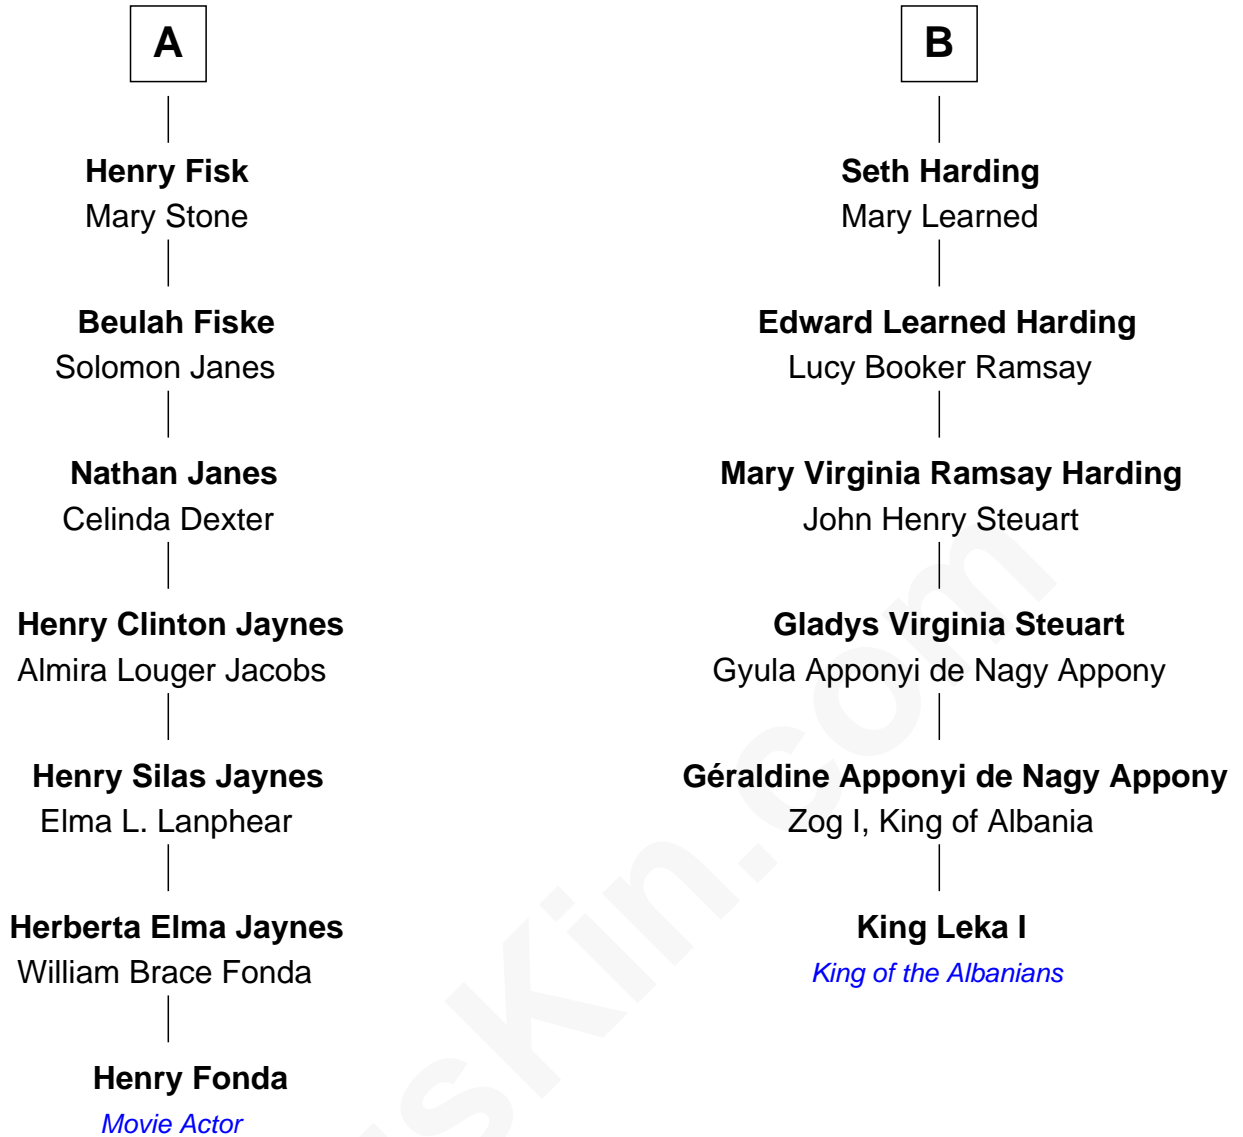 A
Henry Fisk
Mary Stone
Beulah Fiske
Solomon Janes
Nathan Janes
Celinda Dexter
Henry Clinton Jaynes
Almira Louger Jacobs
Henry Silas Jaynes
Elma L. Lanphear
Herberta Elma Jaynes
William Brace Fonda
Henry Fonda
Movie Actor
B
Seth Harding
Mary Learned
Edward Learned Harding
Lucy Booker Ramsay
Mary Virginia Ramsay Harding
John Henry Steuart
Gladys Virginia Steuart
Gyula Apponyi de Nagy Appony
Géraldine Apponyi de Nagy Appony
Zog I, King of Albania
King Leka I
King of the Albanians
sKin.com